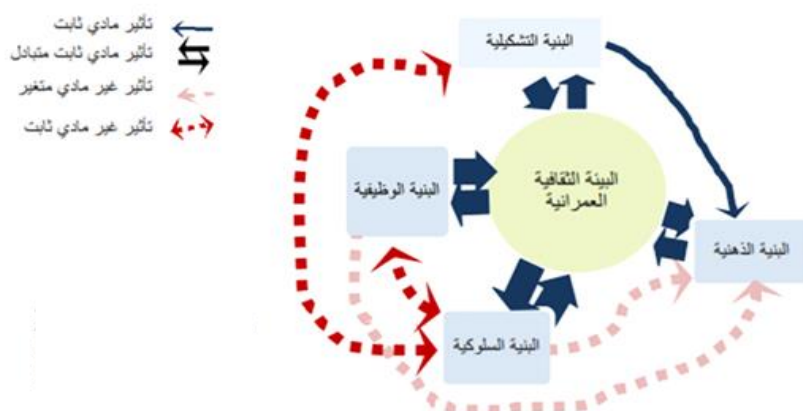 تأثير مادي ثابت
تأثير مادي ثابت متبادل
تأثير غير مادي متغير
تأثير غير مادي ثابت
البنية التشكيلية
البنية الوظيفية
البيئة الثقافية
العمرانية
البنية الذهنية
البنية السلوكية